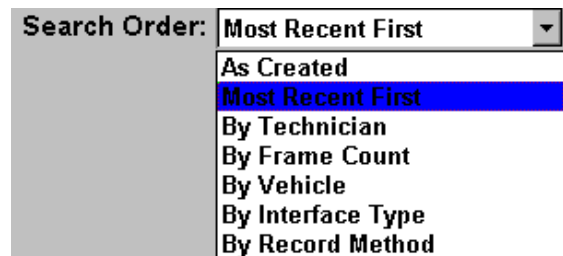 Search Order: Most Recent First
As Created
Most Recent First
By Technician
By Frame Count
By Vehicle
By Interface Type
By Record Method